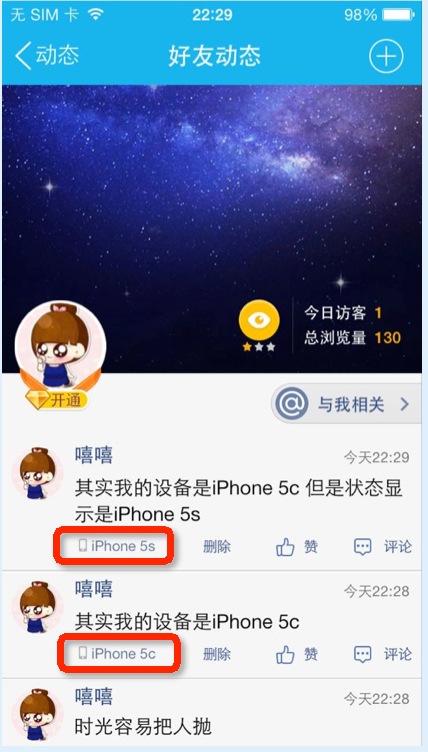 无 SIM 卡 22:29 98%
动态 好友动态
今日访客 1
总浏览量 130
开通
@ 与我相关
嘻嘻 今天22:29
其实我的设备是iPhone 5c 但是状态显
示是iPhone 5s
iPhone 5s 删除 赞 评论
嘻嘻 今天22:28
其实我的设备是iPhone 5c
iPhone 5c 删除 赞 评论
嘻嘻 今天22:28
时光容易把人抛